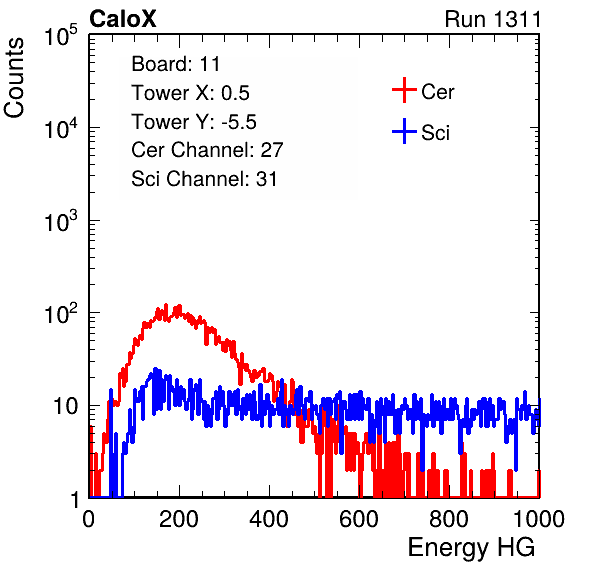 CaloX Run 1311
Counts
Board: 11
Tower X: 0.5
Tower Y: -5.5
Cer Channel: 27
Sci Channel: 31
Cer
Sci
10^5
10^4
10^3
10^2
10
1
0 200 400 600 800 1000
Energy HG